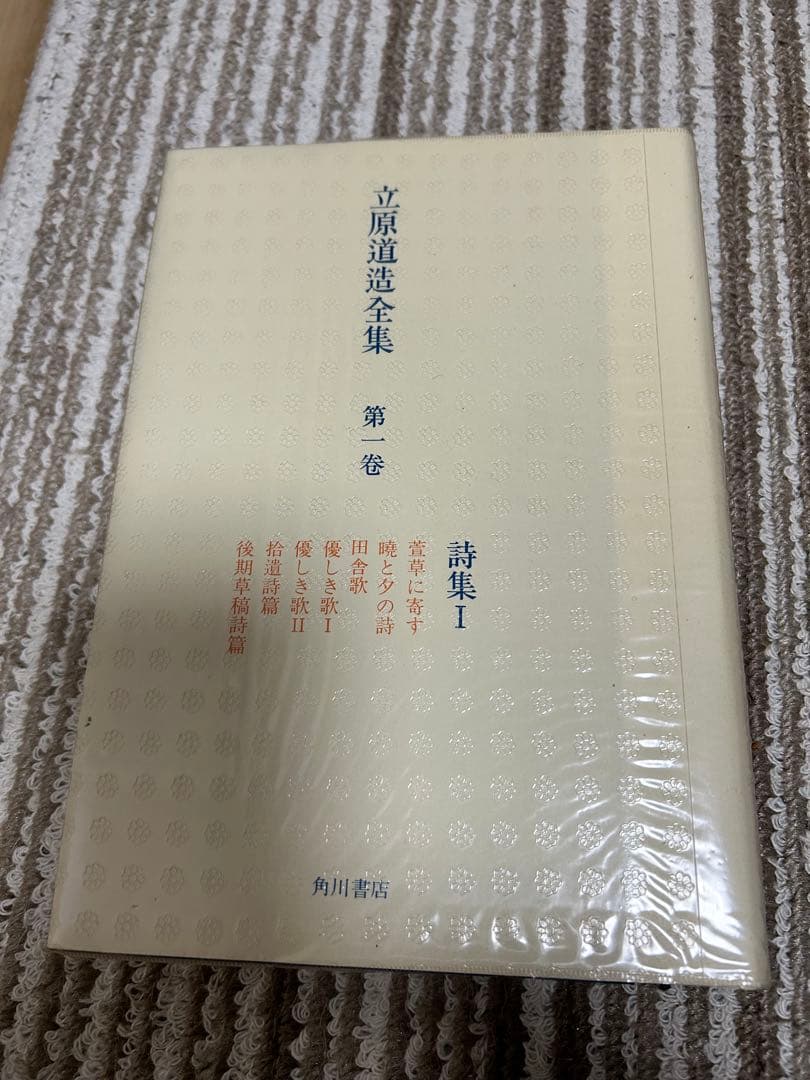 立原道造全集 第一卷
詩集Ⅰ
萱草に寄す
曉と夕の詩
田舎歌
優しき歌Ⅰ
優しき歌Ⅱ
拾遺詩篇
後期草稿詩篇
角川書店